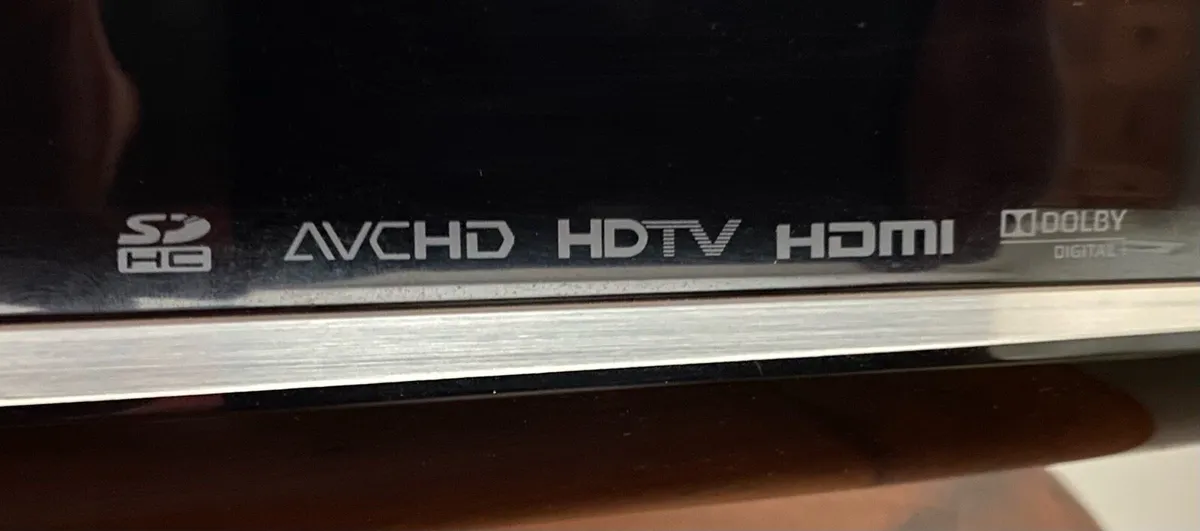 SD HC AVCHD HDTV HDMI DOLBY
DIGITAL+